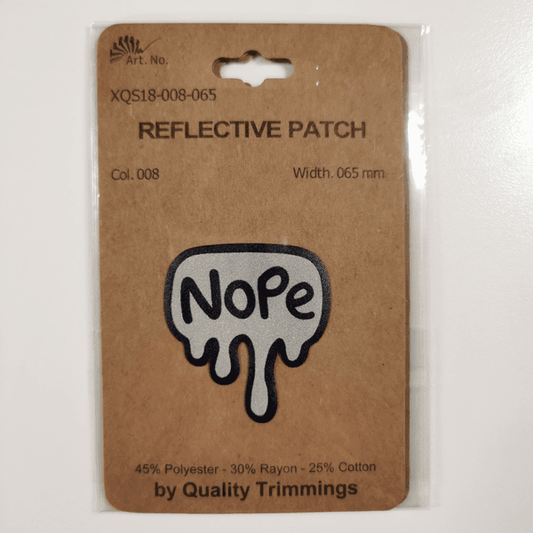 Art. No.
XQS18-008-065
REFLECTIVE PATCH
Col. 008 Width. 065 mm
NoPe
45% Polyester - 30% Rayon - 25% Cotton
by Quality Trimmings